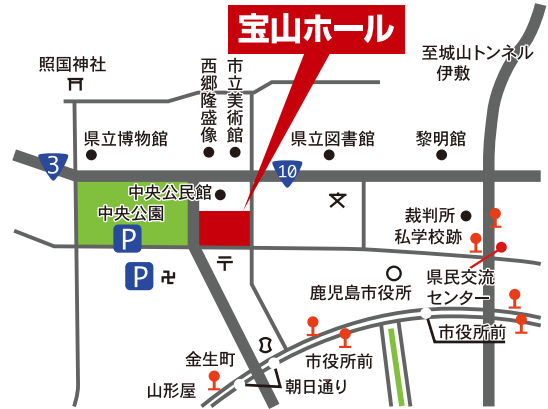 宝山ホール
至城山トンネル
伊敷
照国神社
西郷隆盛像
市立美術館
県立博物館
県立図書館
黎明館
3
10
中央公民館
中央公園
P
P
裁判所
私学校跡
県民交流
センター
鹿児島市役所
市役所前
市役所前
金生町
朝日通り
山形屋